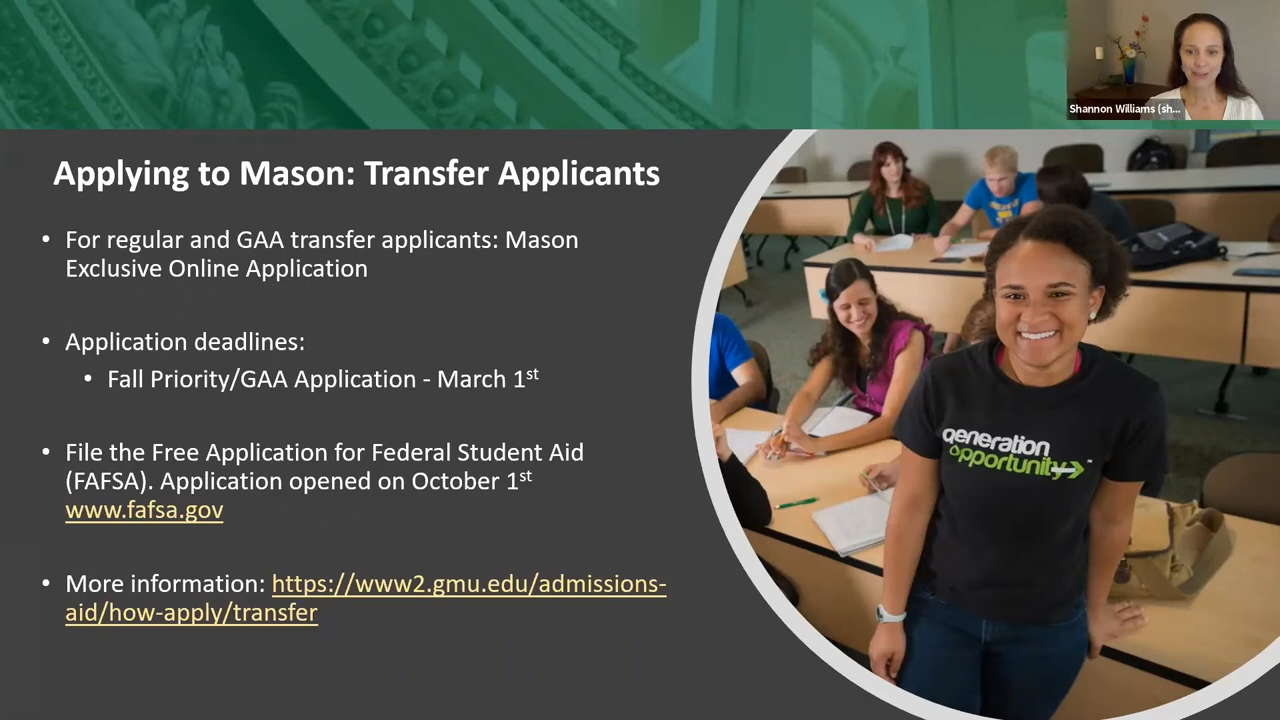 Shannon Williams (sh...
Applying to Mason: Transfer Applicants
• For regular and GAA transfer applicants: Mason
Exclusive Online Application
• Application deadlines:
• Fall Priority/GAA Application - March 1st
• File the Free Application for Federal Student Aid
(FAFSA). Application opened on October 1st
www.fafsa.gov
• More information: https://www2.gmu.edu/admissions-
aid/how-apply/transfer
generation
opportunity™